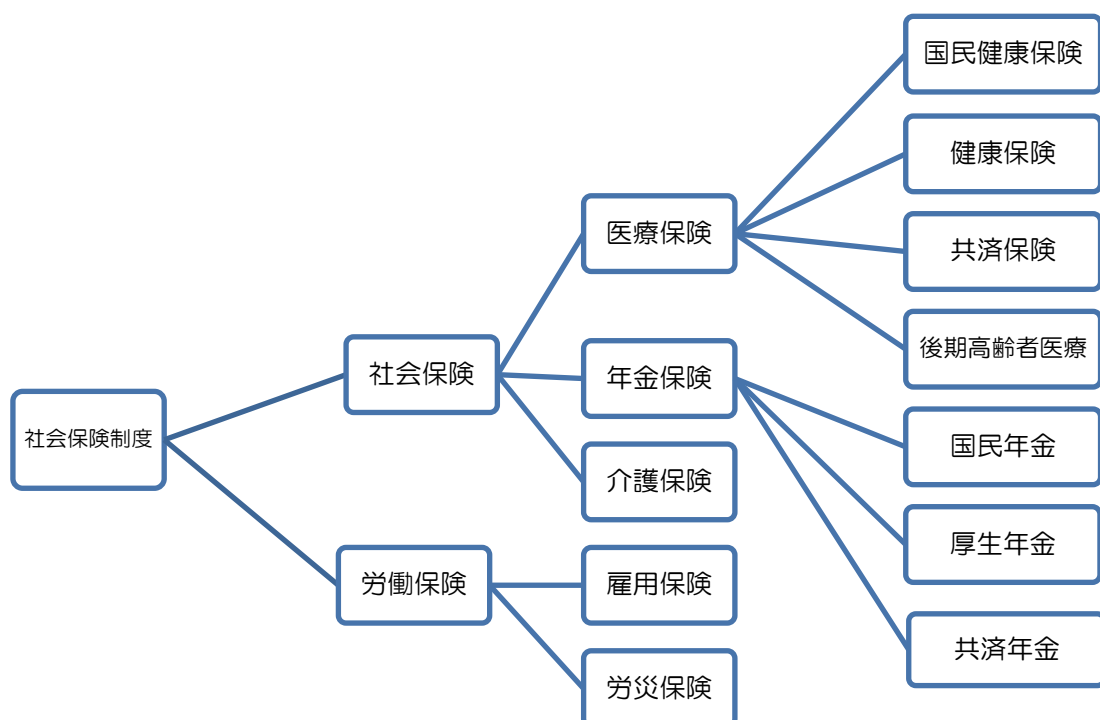 社会保険制度
社会保険
労働保険
医療保険
年金保険
介護保険
雇用保険
労災保険
国民健康保険
健康保険
共済保険
後期高齢者医療
国民年金
厚生年金
共済年金